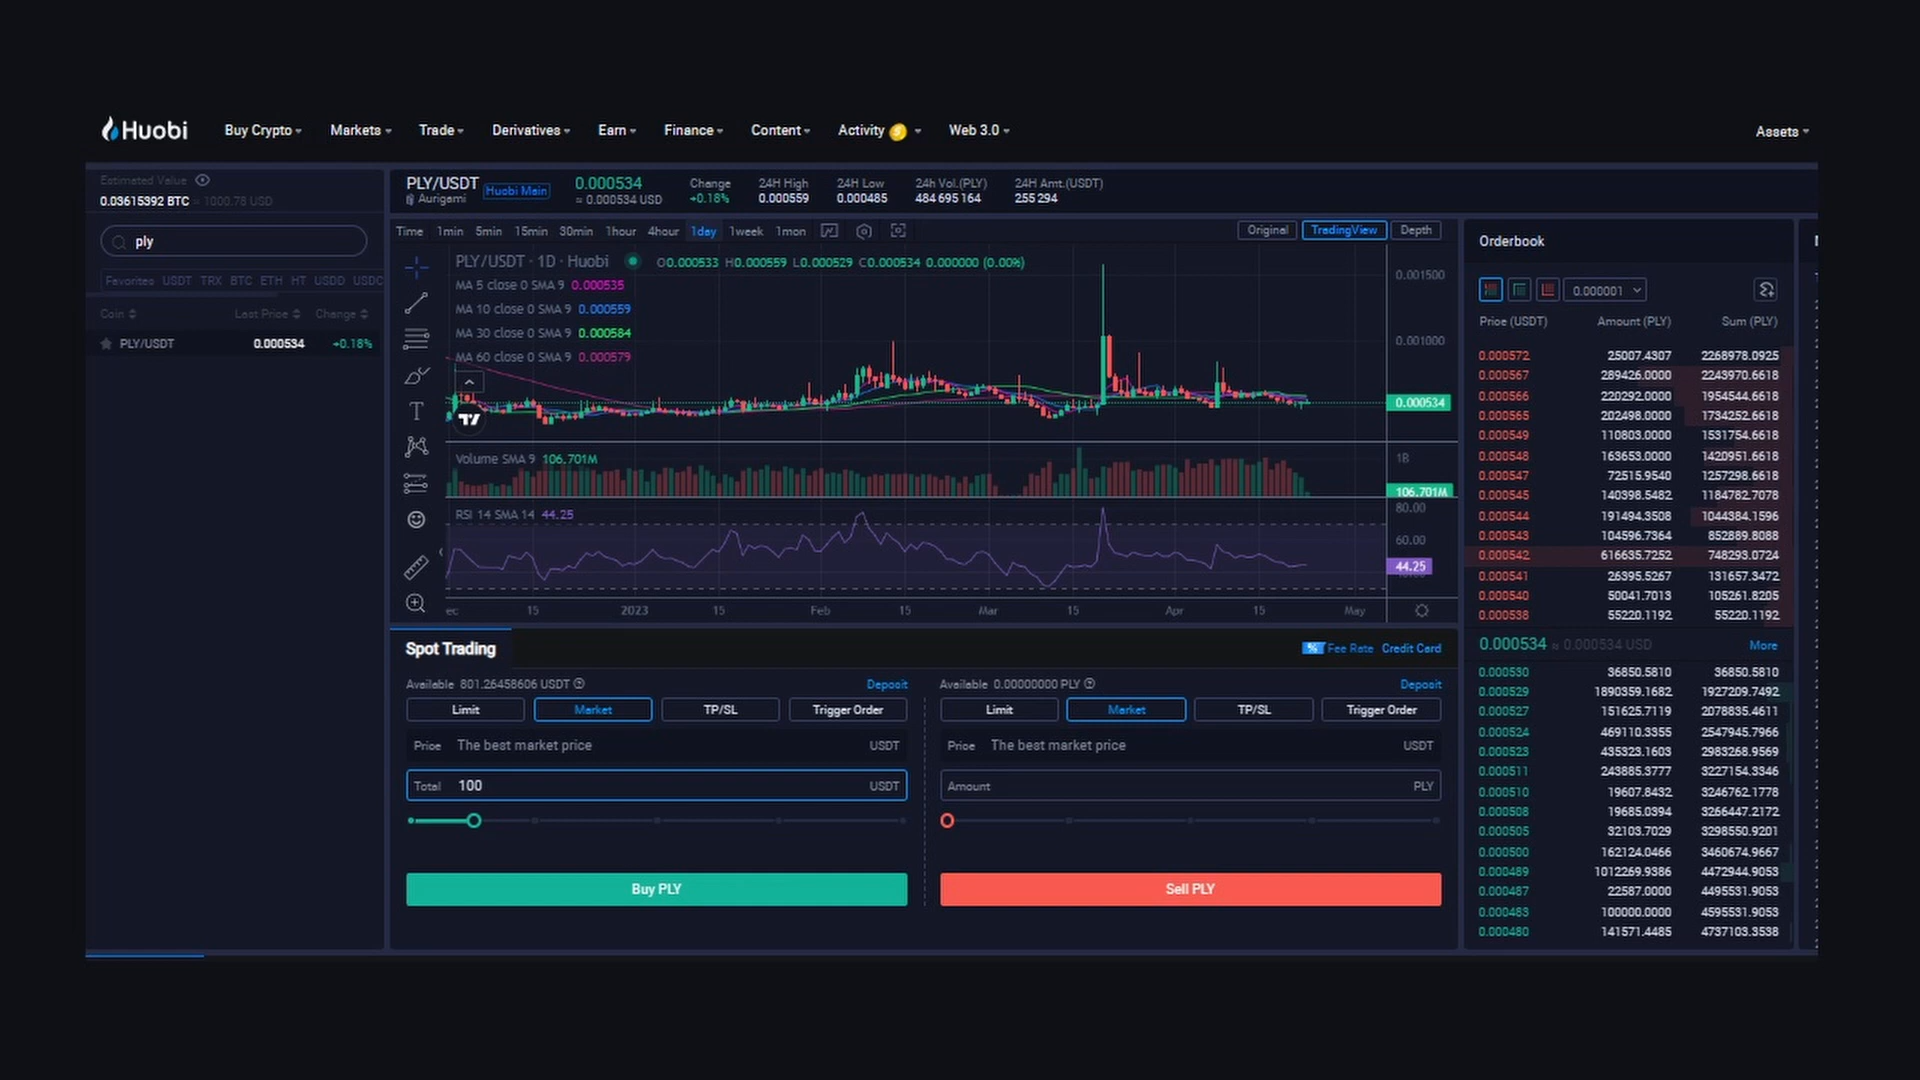 Huobi Buy Crypto Markets Trade Derivatives Earn Finance Content Activity Web 3.0 Assets
Estimated Value
0.03615392 BTC ≈ 1000.78 USD
ply
Favorites USDT TRX BTC ETH HT USDD USDC
Coin Last Price Change
PLY/USDT 0.000534 +0.18%
PLY/USDT Huobi Main
Aurigami
0.000534
≈ 0.000534 USD
Change
+0.18%
24H High
0.000559
24H Low
0.000485
24h Vol.(PLY)
484 695 164
24H Amt.(USDT)
255 294
Time 1min 5min 15min 30min 1hour 4hour 1day 1week 1mon Original TradingView Depth
PLY/USDT · 1D · Huobi O0.000533 H0.000559 L0.000529 C0.000534 0.000000 (0.00%)
MA 5 close 0 SMA 9 0.000535
MA 10 close 0 SMA 9 0.000559
MA 30 close 0 SMA 9 0.000584
MA 60 close 0 SMA 9 0.000579
0.001500
0.001000
0.000534
Volume SMA 9 106.701M
1B
106.701M
RSI 14 SMA 14 44.25
80.00
60.00
44.25
ec 15 2023 15 Feb 15 Mar 15 Apr 15 May
Spot Trading
% Fee Rate Credit Card
Available 801.26458606 USDT Deposit
Limit Market TP/SL Trigger Order
Price The best market price USDT
Total 100 USDT
Buy PLY
Available 0.00000000 PLY Deposit
Limit Market TP/SL Trigger Order
Price The best market price USDT
Amount PLY
Sell PLY
Orderbook
0.000001
Price (USDT) Amount (PLY) Sum (PLY)
0.000572 25007.4307 2268978.0925
0.000567 289426.0000 2243970.6618
0.000566 220292.0000 1954544.6618
0.000565 202498.0000 1734252.6618
0.000549 110803.0000 1531754.6618
0.000548 163653.0000 1420951.6618
0.000547 72515.9540 1257298.6618
0.000545 140398.5482 1184782.7078
0.000544 191494.3508 1044384.1596
0.000543 104596.7364 852889.8088
0.000542 616635.7252 748293.0724
0.000541 26395.5267 131657.3472
0.000540 50041.7013 105261.8205
0.000538 55220.1192 55220.1192
0.000534 ≈ 0.000534 USD More
0.000530 36850.5810 36850.5810
0.000529 1890359.1682 1927209.7492
0.000527 151625.7119 2078835.4611
0.000524 469110.3355 2547945.7966
0.000523 435323.1603 2983268.9569
0.000511 243885.3777 3227154.3346
0.000510 19607.8432 3246762.1778
0.000508 19685.0394 3266447.2172
0.000505 32103.7029 3298550.9201
0.000500 162124.0466 3460674.9667
0.000489 1012269.9386 4472944.9053
0.000487 22587.0000 4495531.9053
0.000483 100000.0000 4595531.9053
0.000480 141571.4485 4737103.3538